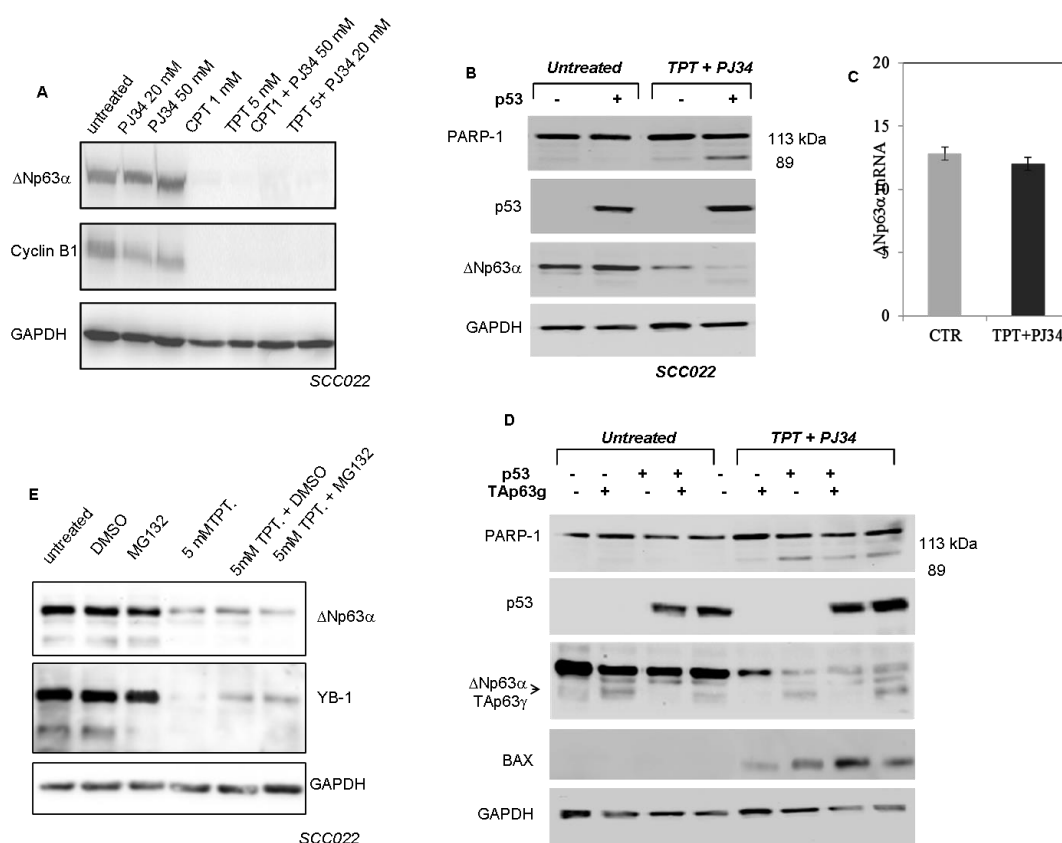 A
untreated
PJ34 20 mM
PJ34 50 mM
CPT 1 mM
TPT 5 mM
CPT1 + PJ34 50 mM
TPT 5+ PJ34 20 mM
ΔNp63α
Cyclin B1
GAPDH
SCC022
B
Untreated TPT + PJ34
p53 - + - +
PARP-1 113 kDa
89
p53
ΔNp63α
GAPDH
SCC022
C
ΔNp63α mRNA
20
15
10
5
0
CTR TPT+PJ34
E
untreated
DMSO
MG132
5 mMTPT.
5mM TPT. + DMSO
5mM TPT. + MG132
ΔNp63α
YB-1
GAPDH
SCC022
D
Untreated TPT + PJ34
p53 - - + + - - + +
TAp63g - + - + - + - +
PARP-1 113 kDa
89
p53
ΔNp63α
TAp63γ
BAX
GAPDH